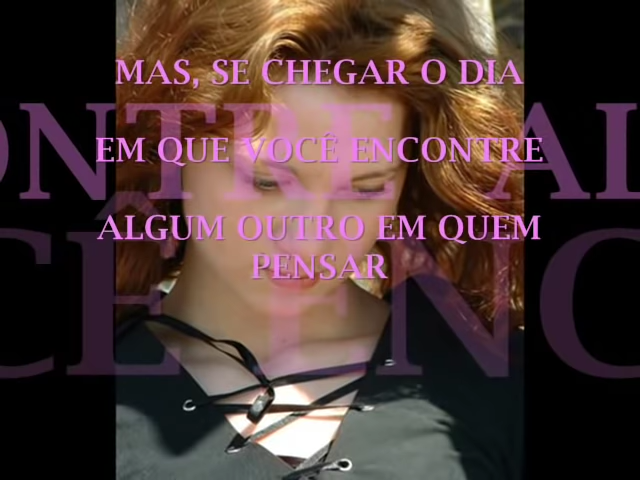 MAS, SE CHEGAR O DIA
EM QUE VOCÊ ENCONTRE
ALGUM OUTRO EM QUEM
PENSAR